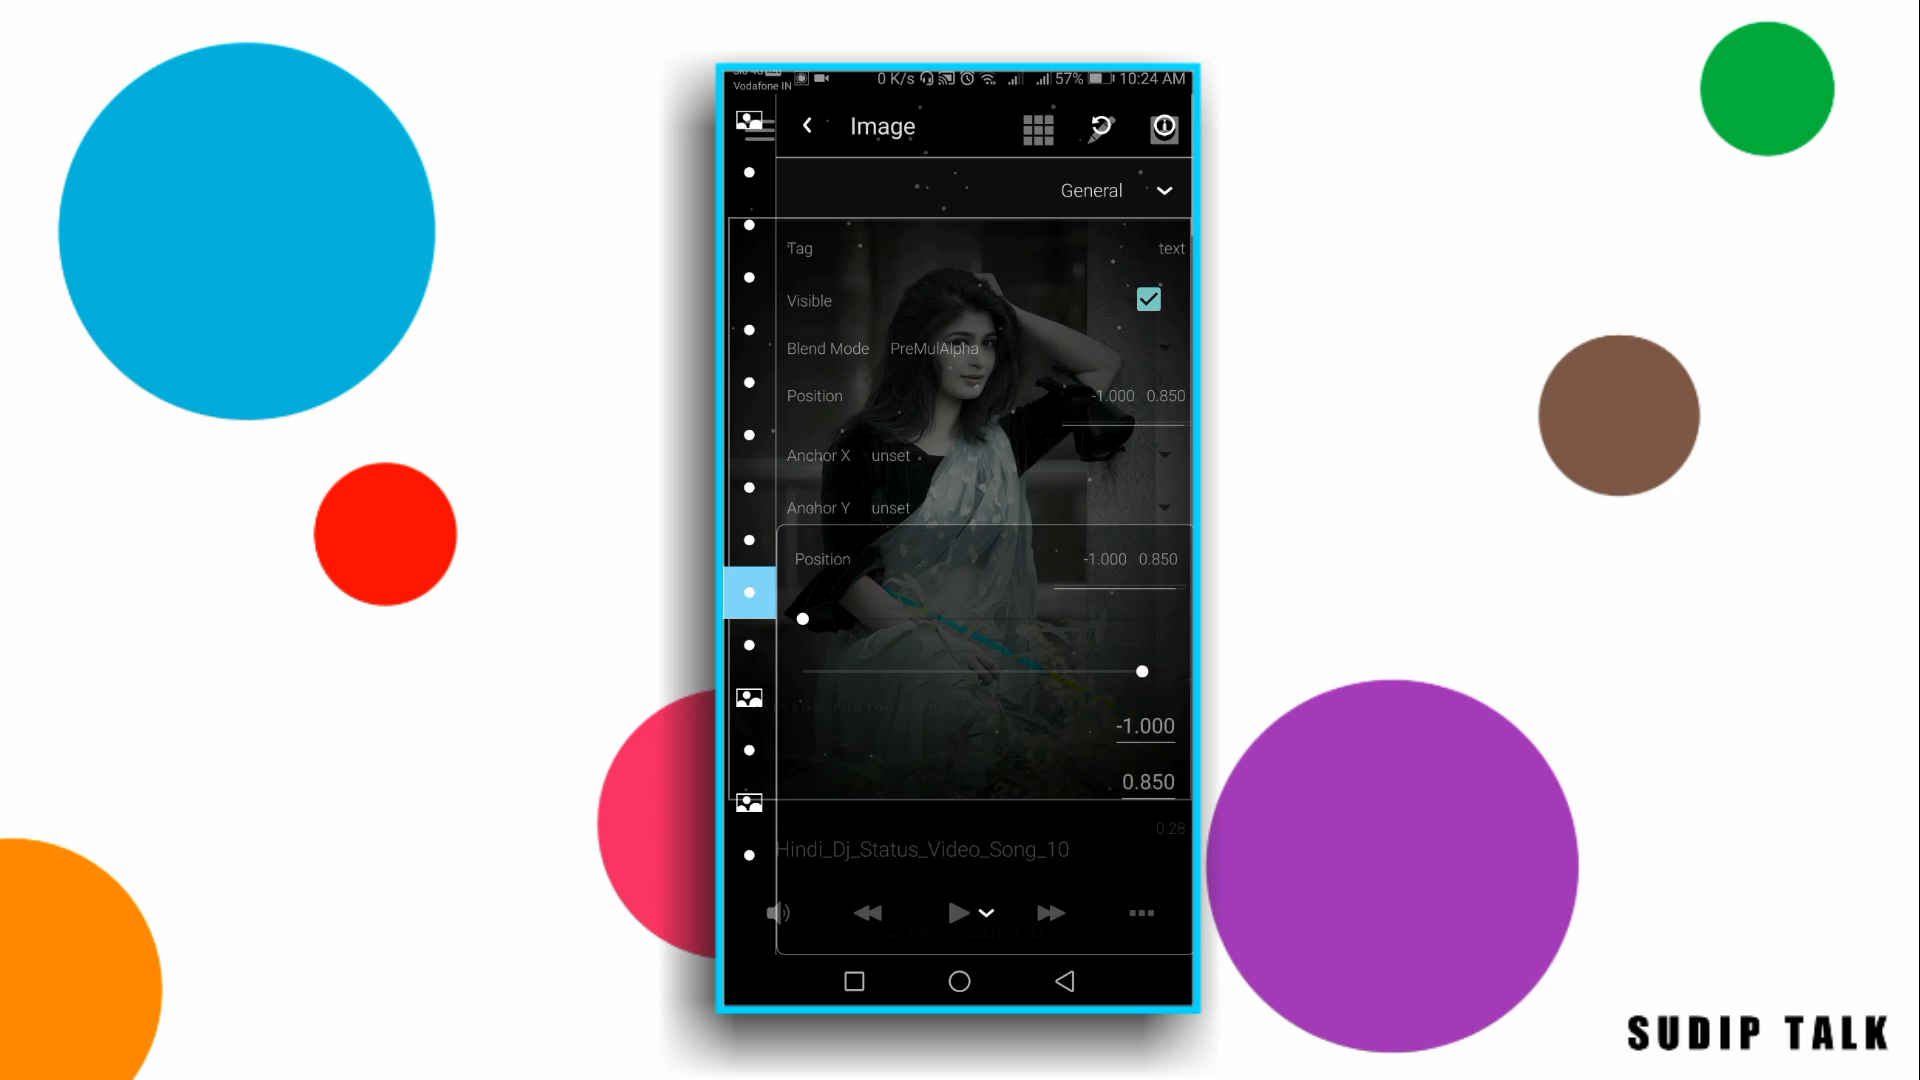 0 K/s 57% 10:24 AM
Vodafone IN
Image
General
Tag text
Visible
Blend Mode PreMulAlpha
Position -1.000 0.850
Anchor X unset
Anchor Y unset
Position -1.000 0.850
-1.000
0.850
0:28
Hindi_Dj_Status_Video_Song_10
SUDIP TALK